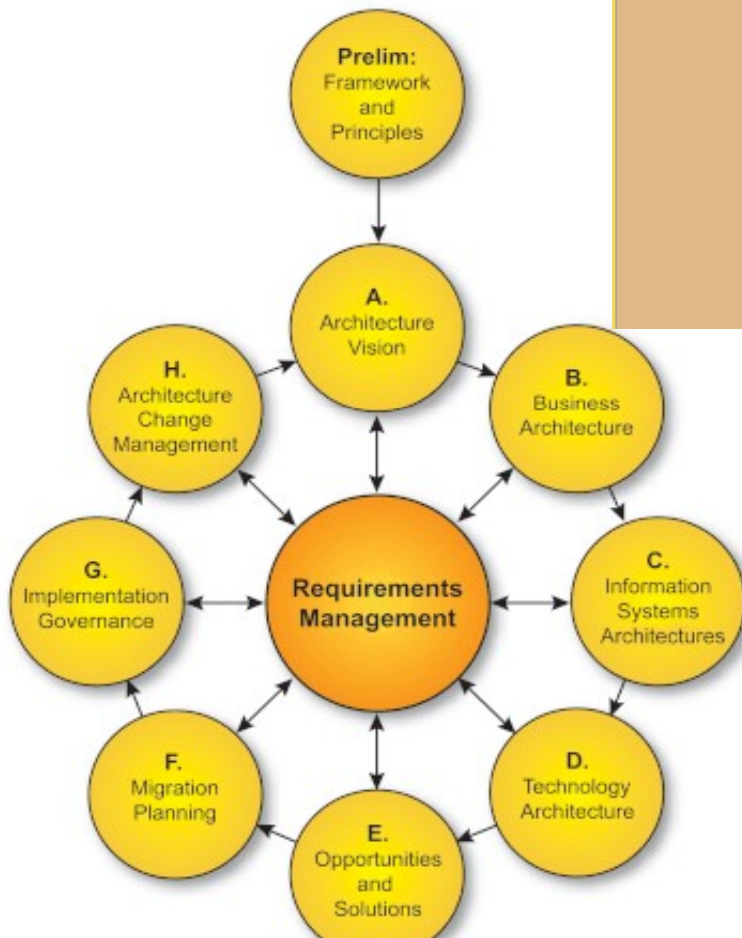 Prelim:
Framework
and
Principles
A.
Architecture
Vision
B.
Business
Architecture
C.
Information
Systems
Architectures
D.
Technology
Architecture
E.
Opportunities
and
Solutions
F.
Migration
Planning
G.
Implementation
Governance
H.
Architecture
Change
Management
Requirements
Management